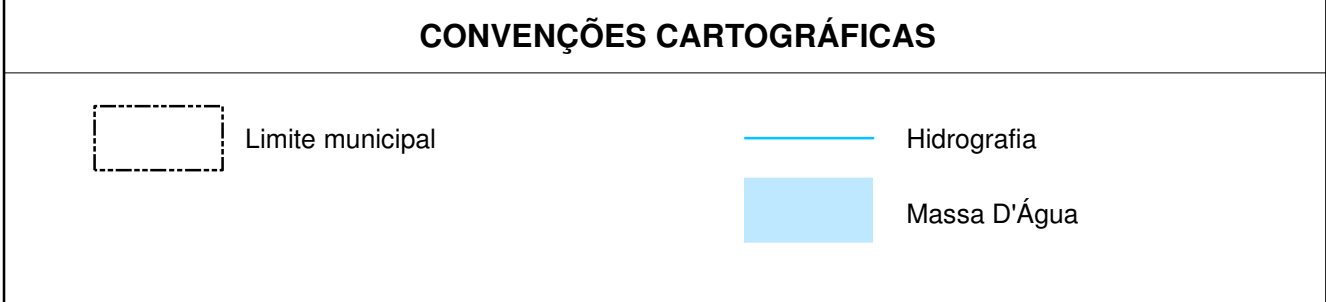 CONVENÇÕES CARTOGRÁFICAS
Limite municipal
Hidrografia
Massa D'Água